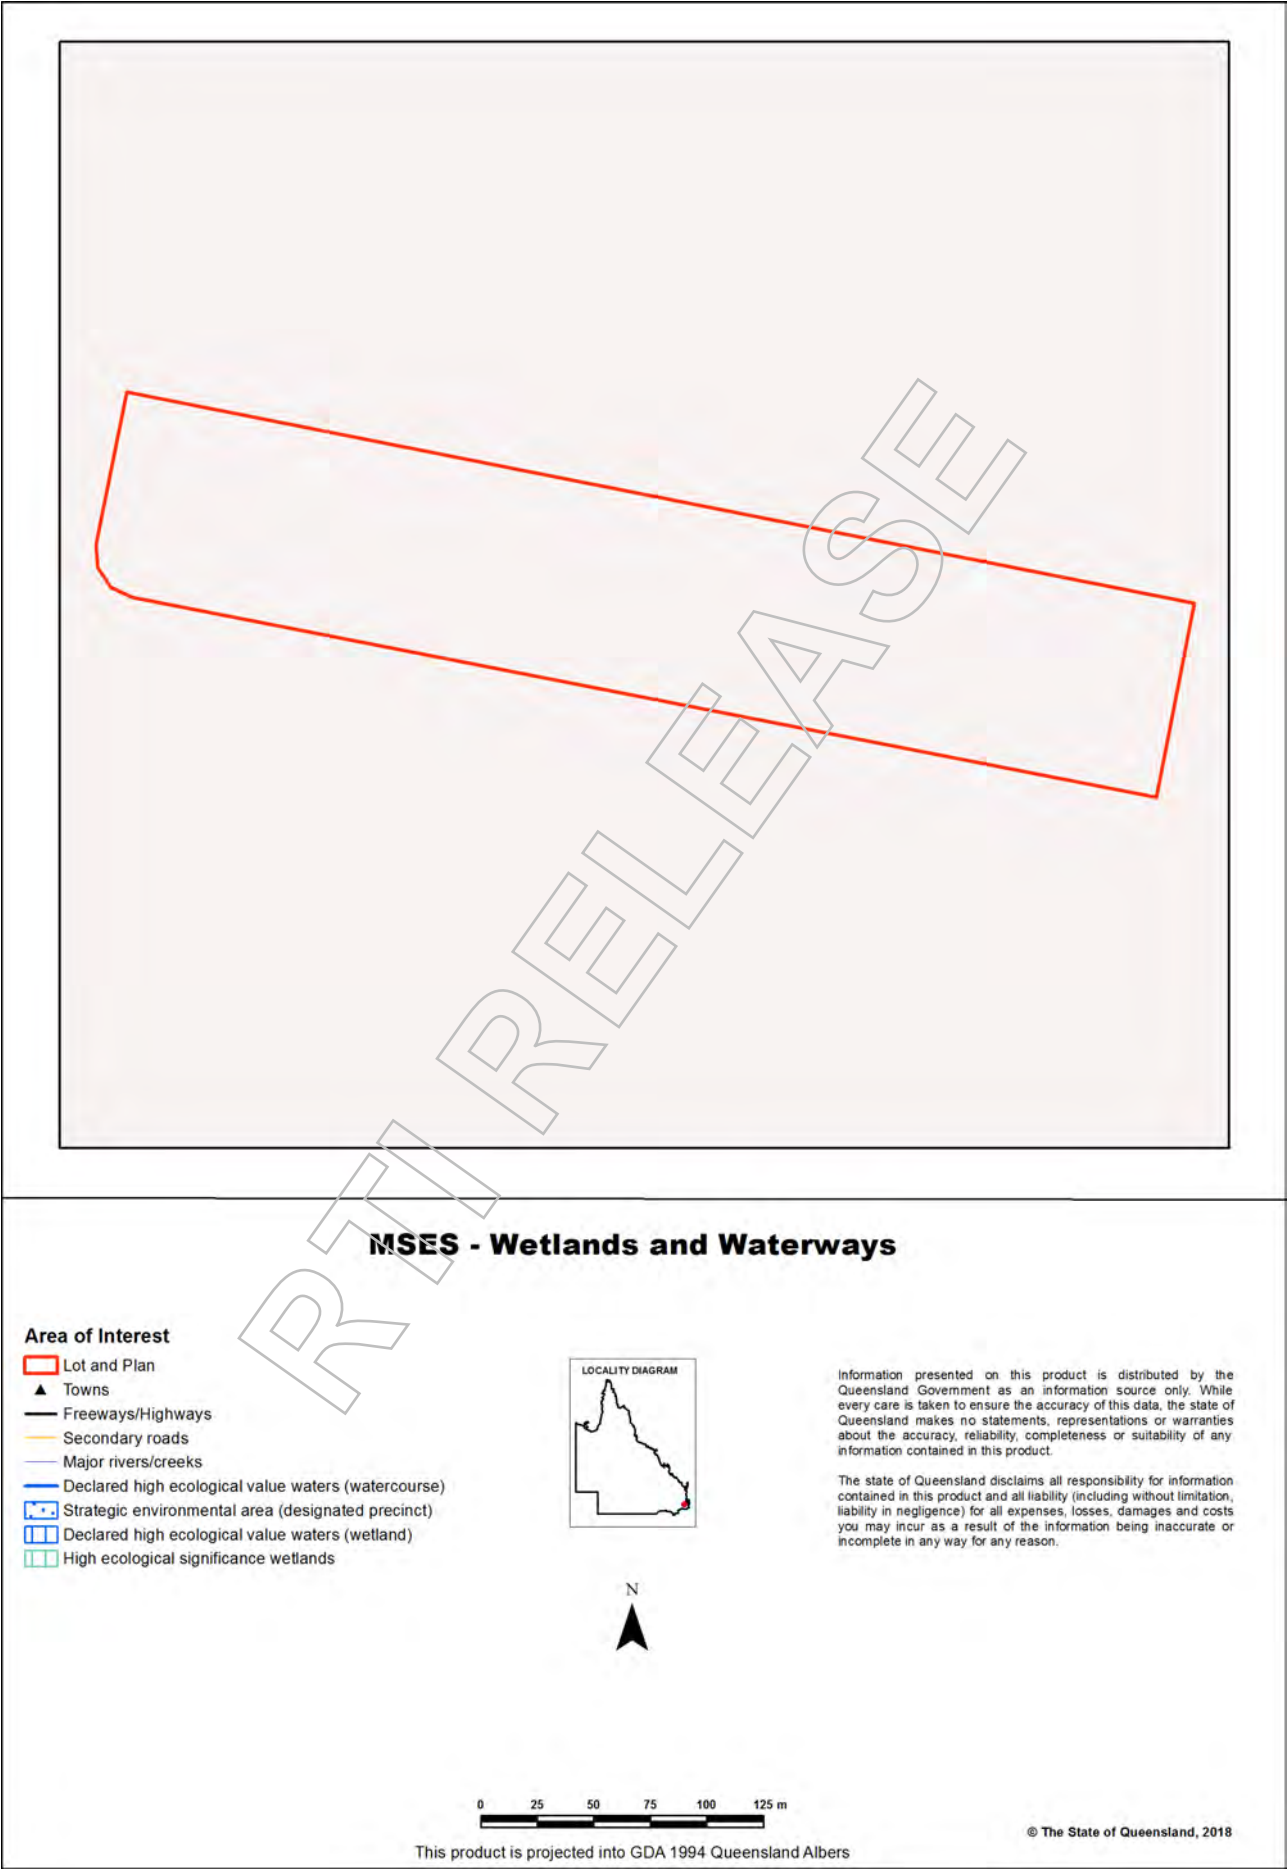 RTI RELEASE
MSES - Wetlands and Waterways
Area of Interest
Lot and Plan
Towns
Freeways/Highways
Secondary roads
Major rivers/creeks
Declared high ecological value waters (watercourse)
Strategic environmental area (designated precinct)
Declared high ecological value waters (wetland)
High ecological significance wetlands
LOCALITY DIAGRAM
N
Information presented on this product is distributed by the
Queensland Government as an information source only. While
every care is taken to ensure the accuracy of this data, the state of
Queensland makes no statements, representations or warranties
about the accuracy, reliability, completeness or suitability of any
information contained in this product.
The state of Queensland disclaims all responsibility for information
contained in this product and all liability (including without limitation,
liability in negligence) for all expenses, losses, damages and costs
you may incur as a result of the information being inaccurate or
incomplete in any way for any reason.
0 25 50 75 100 125 m
This product is projected into GDA 1994 Queensland Albers
© The State of Queensland, 2018